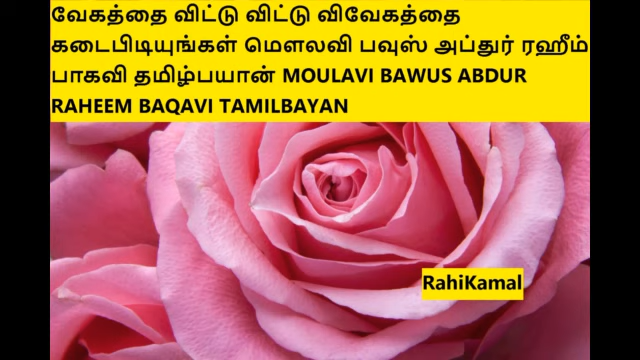 வேகத்தை விட்டு விட்டு விவேகத்தை
கடைபிடியுங்கள் மௌலவி பவுஸ் அப்துர் ரஹீம்
பாகவி தமிழ்பயான் MOULAVI BAWUS ABDUR
RAHEEM BAQAVI TAMILBAYAN
RahiKamal